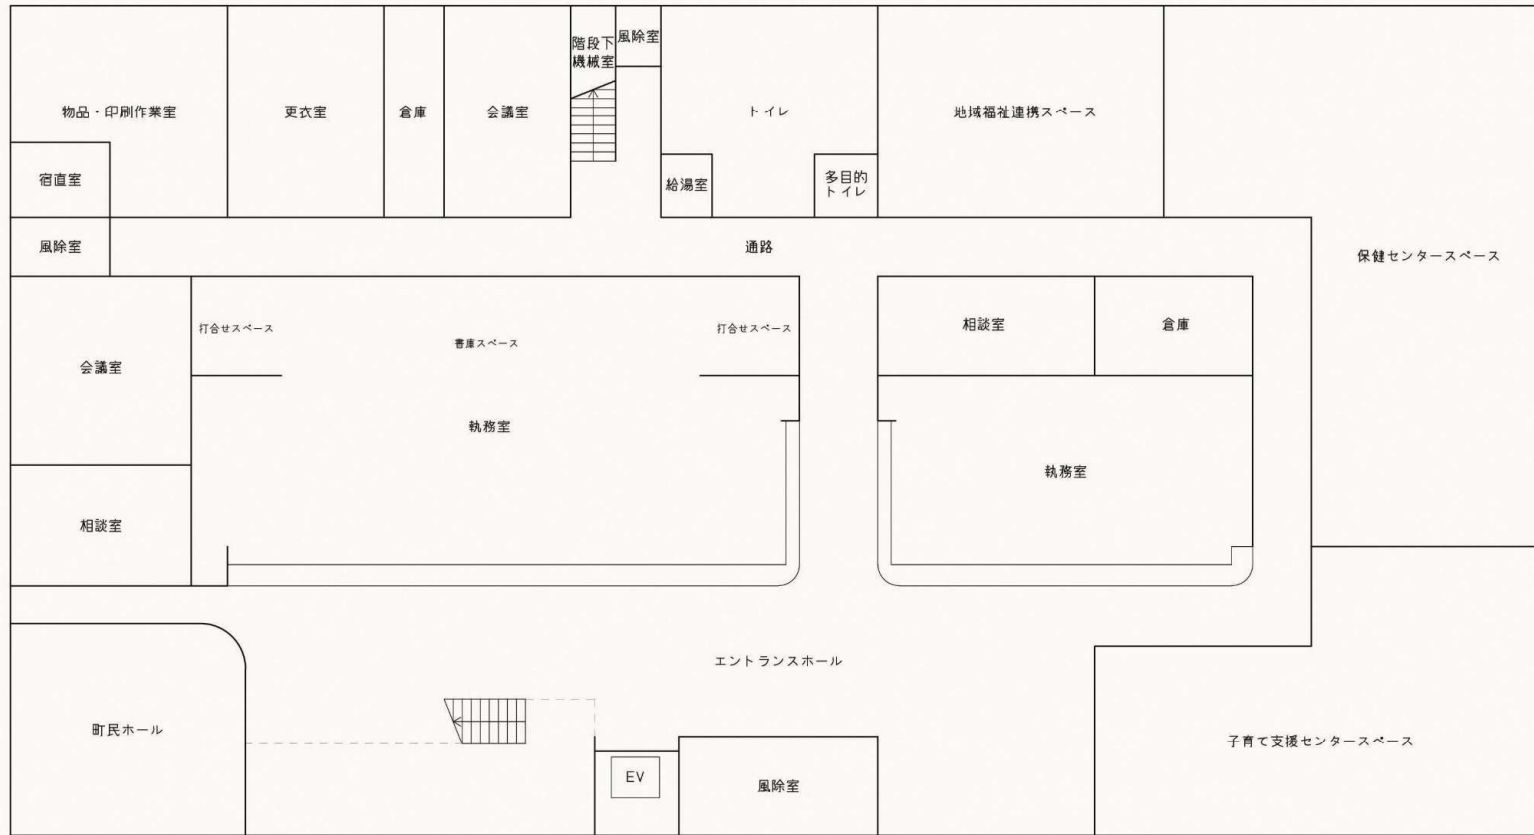 階段下
機械室
風除室
物品・印刷作業室
更衣室
倉庫
会議室
トイレ
地域福祉連携スペース
宿直室
給湯室
多目的
トイレ
風除室
通路
保健センタースペース
打合せスペース
書庫スペース
打合せスペース
相談室
倉庫
会議室
執務室
執務室
相談室
エントランスホール
町民ホール
子育て支援センタースペース
EV
風除室